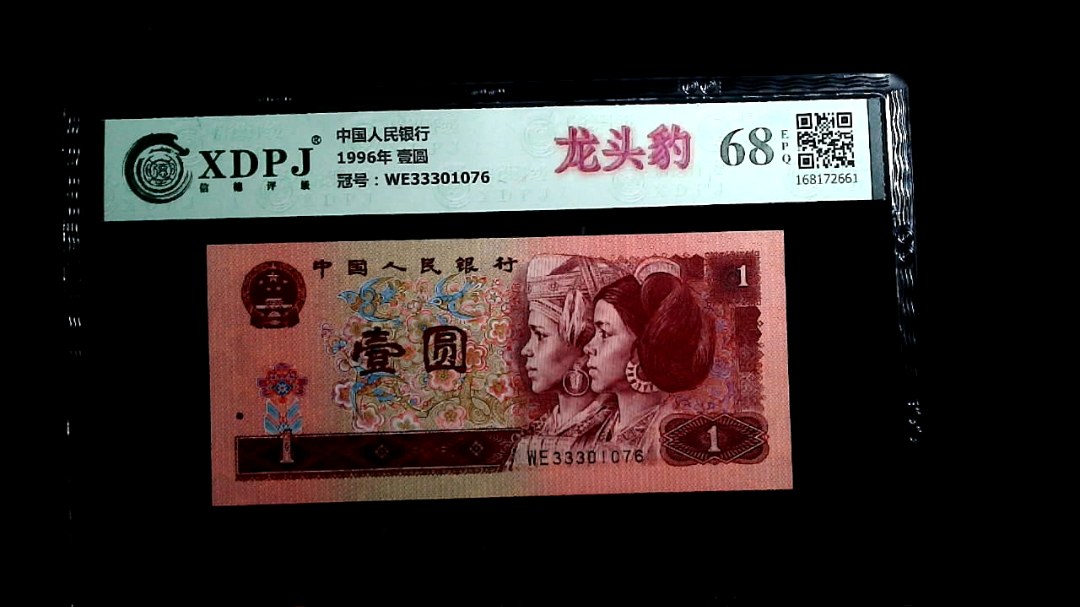 XDPJ®
信德评级
中国人民银行
1996年 壹圆
冠号：WE33301076
龙头豹
68
EPQ
168172661
中国人民银行
1
壹圆
1
1
WE33301076